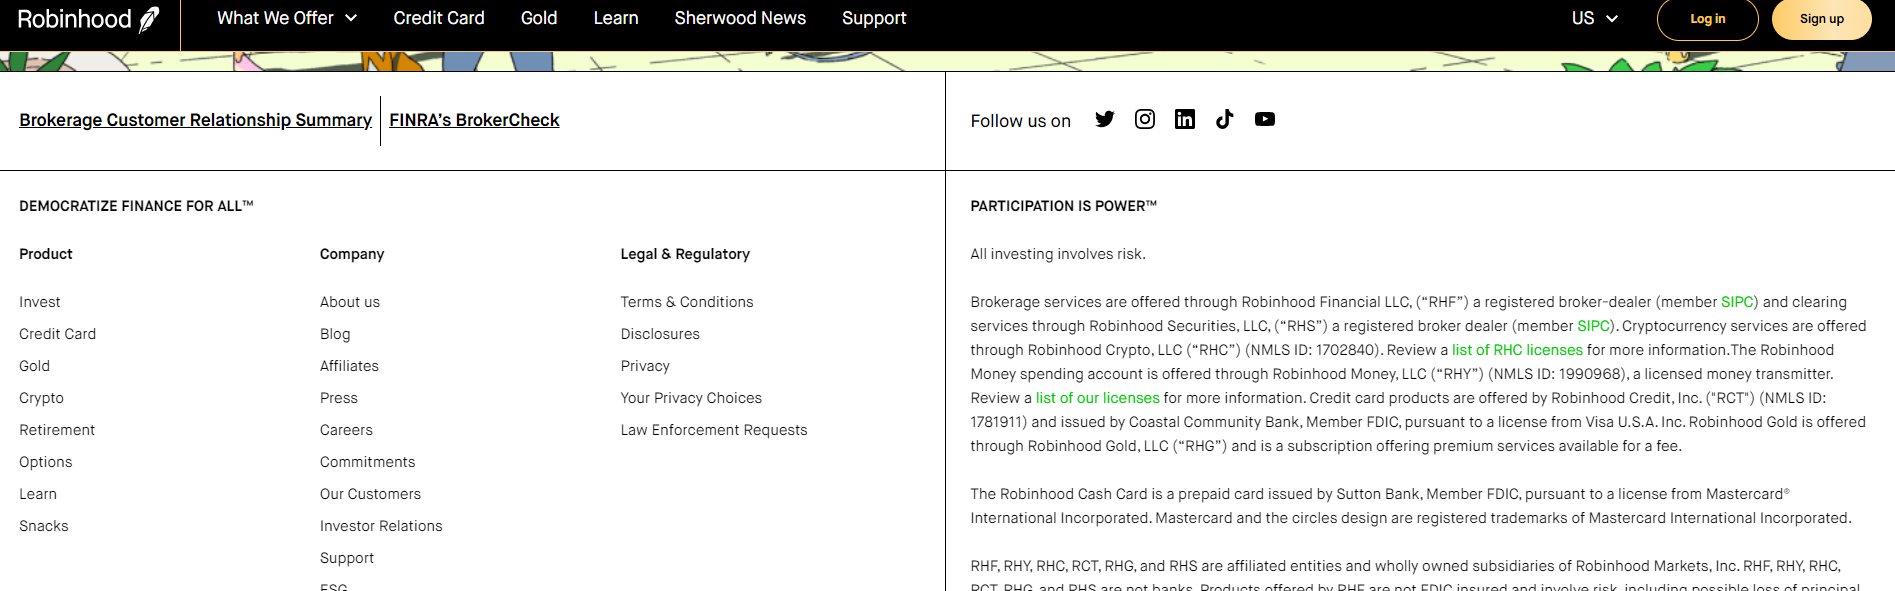 Robinhood
What We Offer
Credit Card
Gold
Learn
Sherwood News
Support
US
Log in
Sign up
Brokerage Customer Relationship Summary
FINRA’s BrokerCheck
Follow us on
DEMOCRATIZE FINANCE FOR ALL™
Product
Invest
Credit Card
Gold
Crypto
Retirement
Options
Learn
Snacks
Company
About us
Blog
Affiliates
Press
Careers
Commitments
Our Customers
Investor Relations
Support
ESG
Legal & Regulatory
Terms & Conditions
Disclosures
Privacy
Your Privacy Choices
Law Enforcement Requests
PARTICIPATION IS POWER™
All investing involves risk.
Brokerage services are offered through Robinhood Financial LLC, (“RHF”) a registered broker-dealer (member SIPC) and clearing
services through Robinhood Securities, LLC, (“RHS”) a registered broker dealer (member SIPC). Cryptocurrency services are offered
through Robinhood Crypto, LLC (“RHC”) (NMLS ID: 1702840). Review a list of RHC licenses for more information.The Robinhood
Money spending account is offered through Robinhood Money, LLC (“RHY”) (NMLS ID: 1990968), a licensed money transmitter.
Review a list of our licenses for more information. Credit card products are offered by Robinhood Credit, Inc. ("RCT") (NMLS ID:
1781911) and issued by Coastal Community Bank, Member FDIC, pursuant to a license from Visa U.S.A. Inc. Robinhood Gold is offered
through Robinhood Gold, LLC (“RHG”) and is a subscription offering premium services available for a fee.
The Robinhood Cash Card is a prepaid card issued by Sutton Bank, Member FDIC, pursuant to a license from Mastercard®
International Incorporated. Mastercard and the circles design are registered trademarks of Mastercard International Incorporated.
RHF, RHY, RHC, RCT, RHG, and RHS are affiliated entities and wholly owned subsidiaries of Robinhood Markets, Inc. RHF, RHY, RHC,
RCT, RHG, and RHS are not banks. Products offered by RHF are not FDIC insured and involve risk, including possible loss of principal